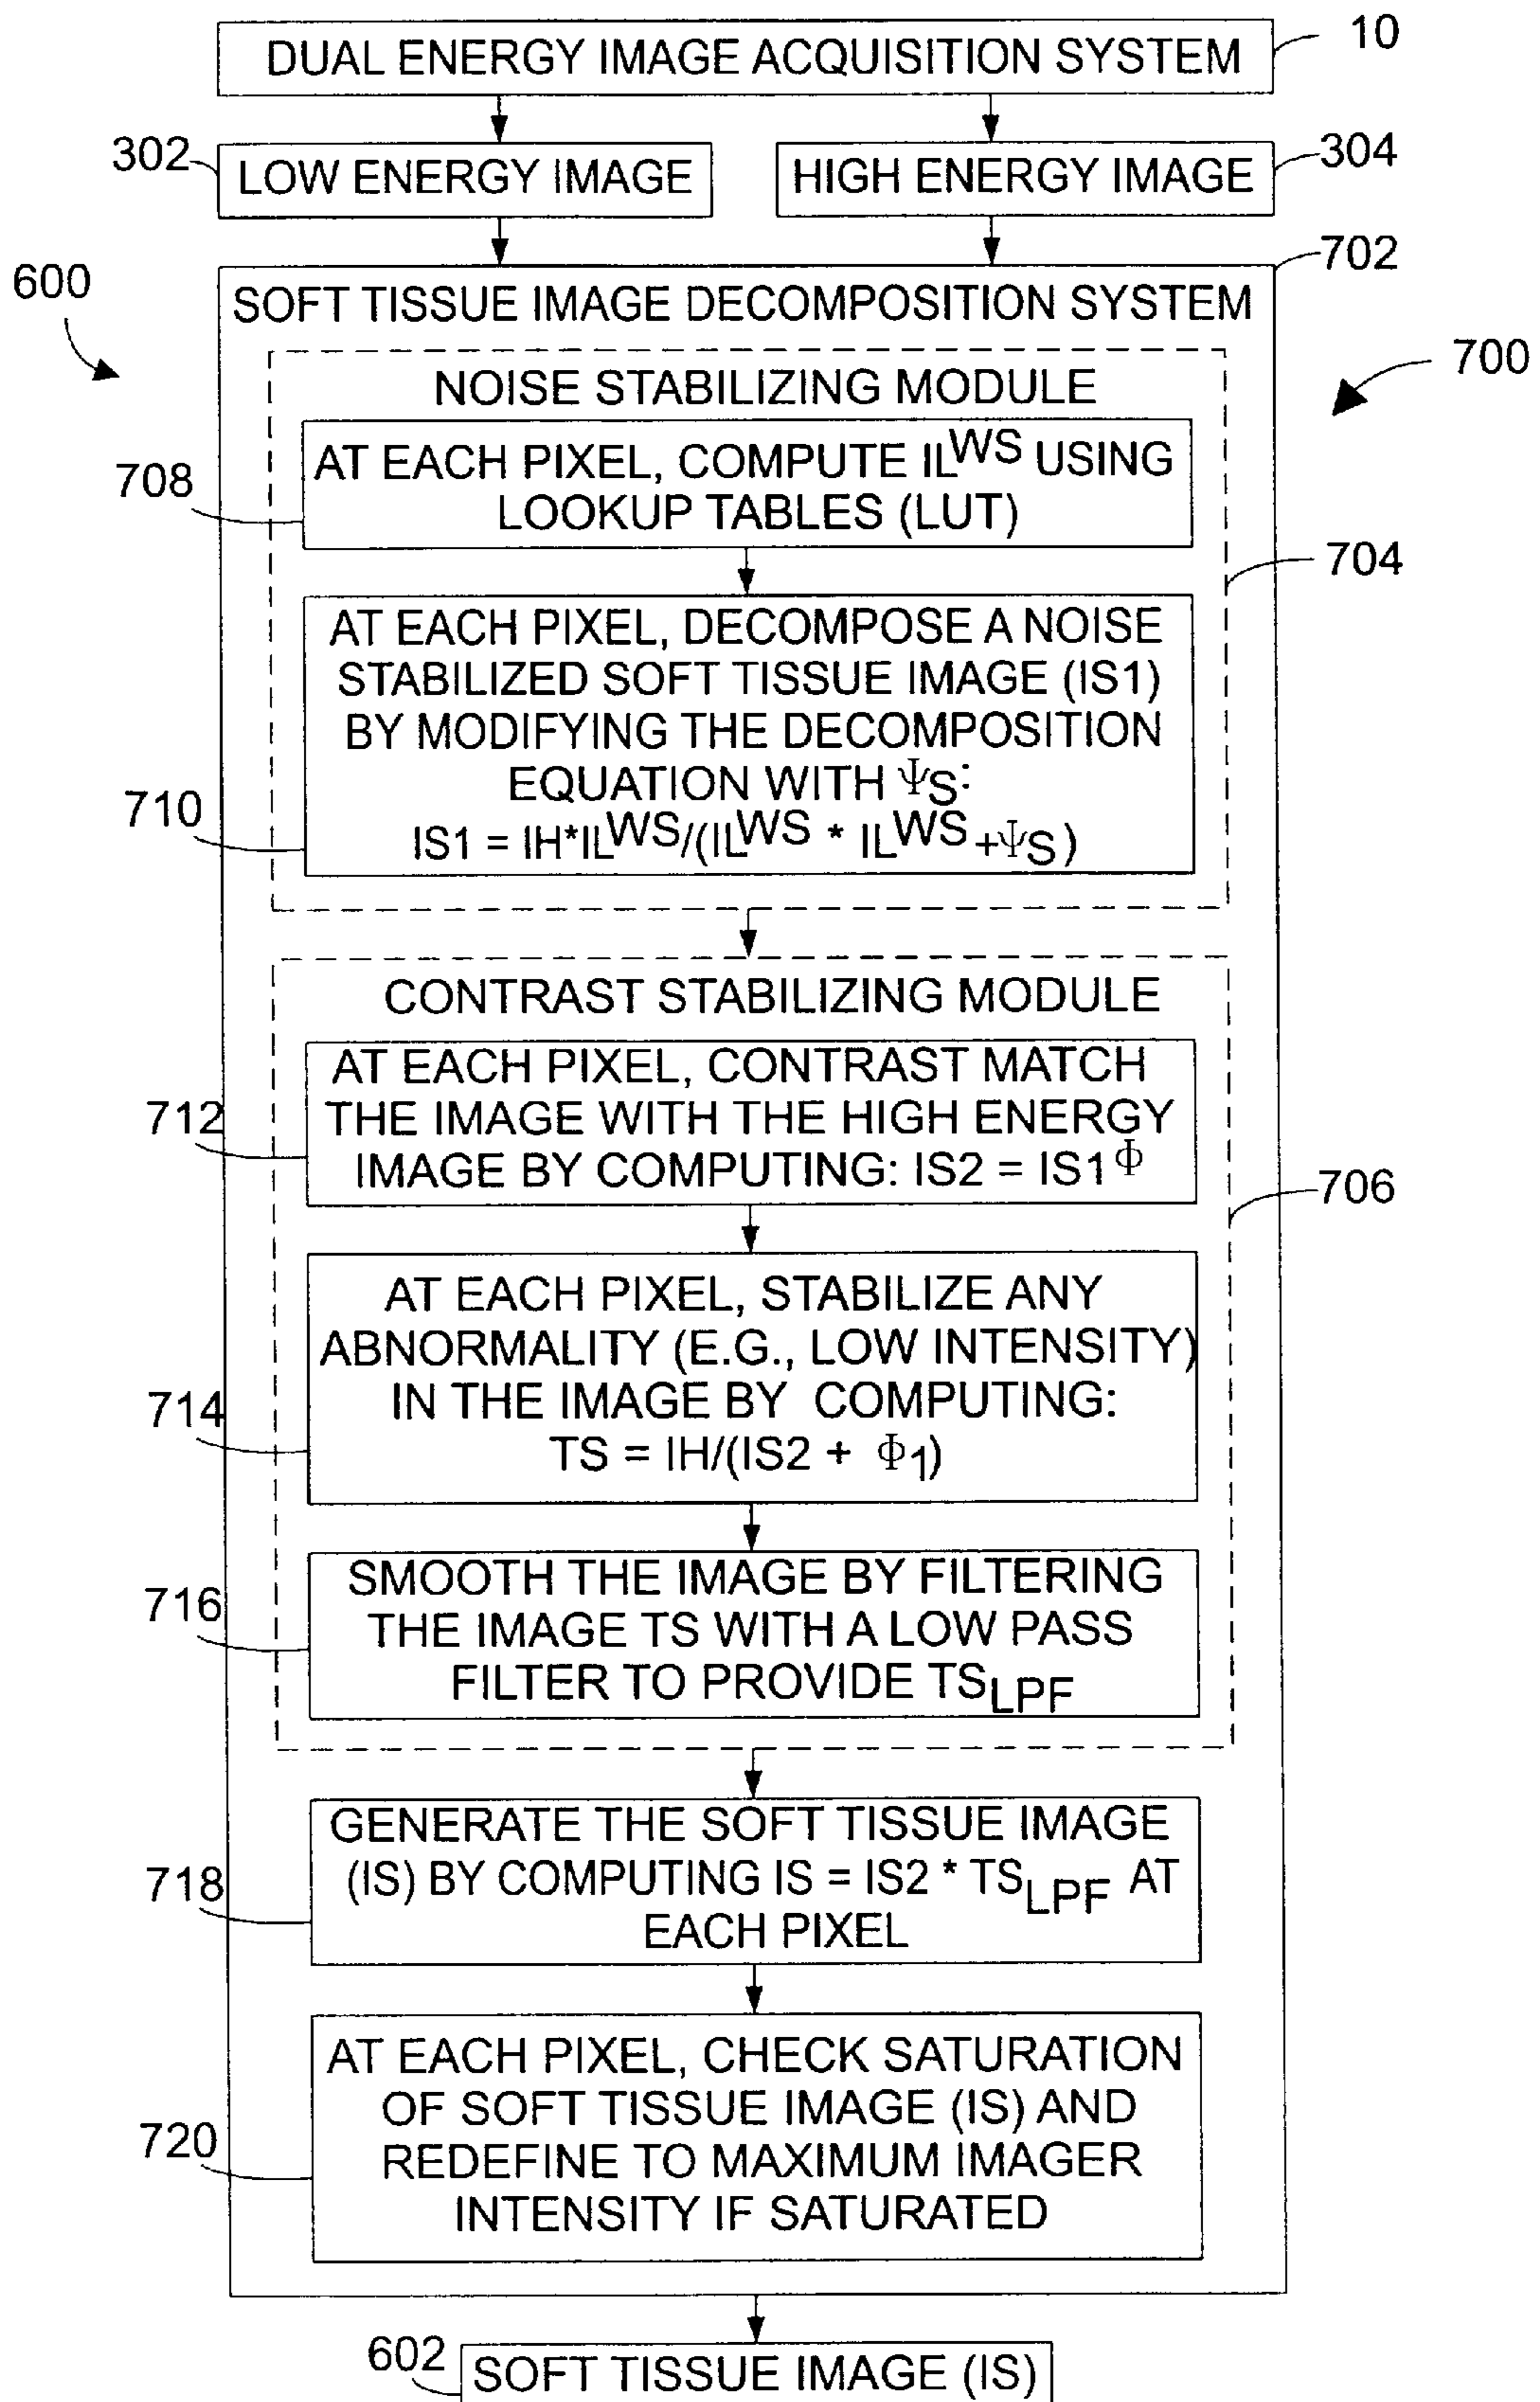 DUAL ENERGY IMAGE ACQUISITION SYSTEM
10
302
LOW ENERGY IMAGE
HIGH ENERGY IMAGE
304
702
600
SOFT TISSUE IMAGE DECOMPOSITION SYSTEM
700
NOISE STABILIZING MODULE
708
AT EACH PIXEL, COMPUTE IL^WS USING
LOOKUP TABLES (LUT)
704
AT EACH PIXEL, DECOMPOSE A NOISE
STABILIZED SOFT TISSUE IMAGE (IS1)
BY MODIFYING THE DECOMPOSITION
EQUATION WITH Ψ_S:
710
IS1 = IH*IL^WS/(IL^WS * IL^WS +Ψ_S)
CONTRAST STABILIZING MODULE
712
AT EACH PIXEL, CONTRAST MATCH
THE IMAGE WITH THE HIGH ENERGY
IMAGE BY COMPUTING: IS2 = IS1^Φ
706
AT EACH PIXEL, STABILIZE ANY
ABNORMALITY (E.G., LOW INTENSITY)
714
IN THE IMAGE BY COMPUTING:
TS = IH/(IS2 + Φ_1)
716
SMOOTH THE IMAGE BY FILTERING
THE IMAGE TS WITH A LOW PASS
FILTER TO PROVIDE TS_LPF
718
GENERATE THE SOFT TISSUE IMAGE
(IS) BY COMPUTING IS = IS2 * TS_LPF AT
EACH PIXEL
720
AT EACH PIXEL, CHECK SATURATION
OF SOFT TISSUE IMAGE (IS) AND
REDEFINE TO MAXIMUM IMAGER
INTENSITY IF SATURATED
602
SOFT TISSUE IMAGE (IS)